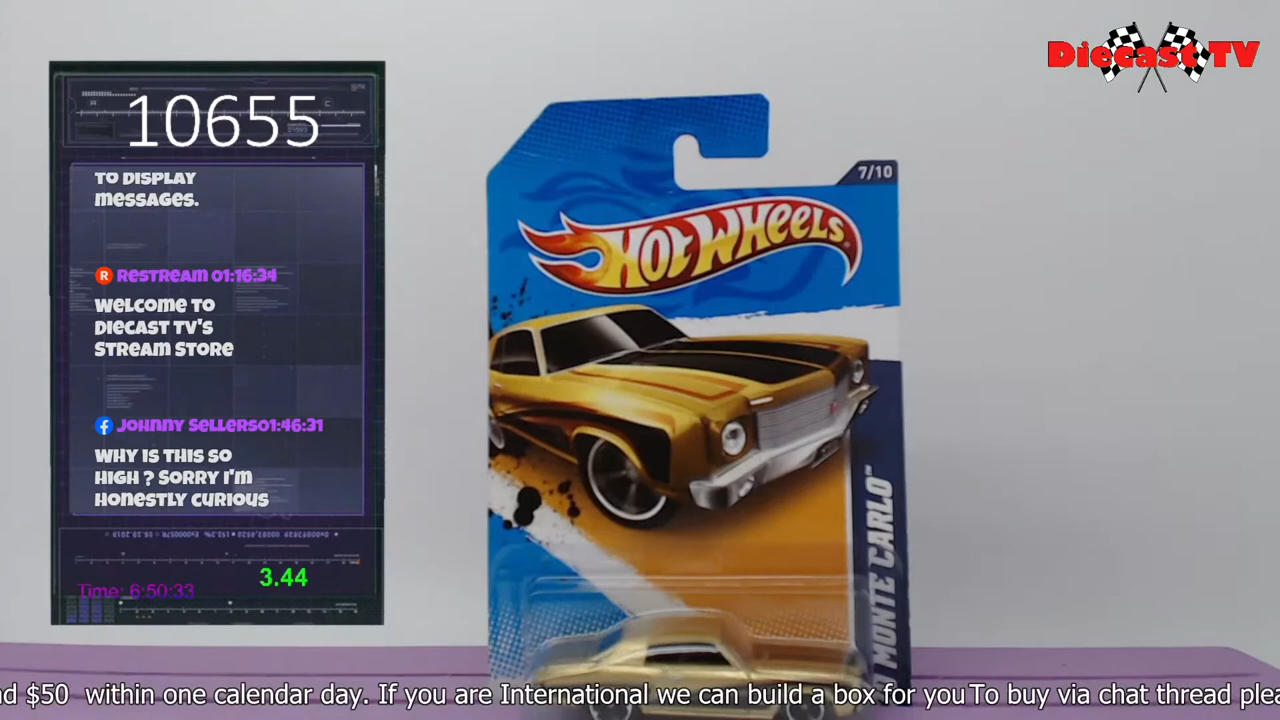 Diecast TV
10655
TO DISPLAY
MESSAGES.
R Restream 01:16:34
WELCOME TO
DIECAST TV'S
STREAM STORE
f Johnny Sellers01:46:31
WHY IS THIS SO
HIGH ? SORRY I'M
HONESTLY CURIOUS
3.44
Time: 6:50:33
7/10
HOT WHEELS
MONTE CARLO™
$50 within one calendar day. If you are International we can build a box for you To buy via chat thread